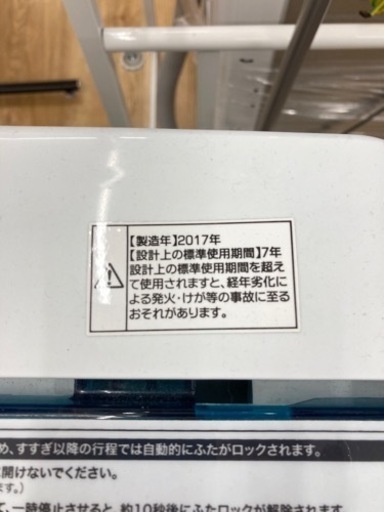 【製造年】2017年
【設計上の標準使用期間】7年
設計上の標準使用期間を超え
て使用されますと、経年劣化に
よる発火・けが等の事故に至る
おそれがあります。
め、すすぎ以降の行程では自動的にふたがロックされます。
開けないでください。
ます。）
一時停止させると、約10秒後にふたロックが解除されます。